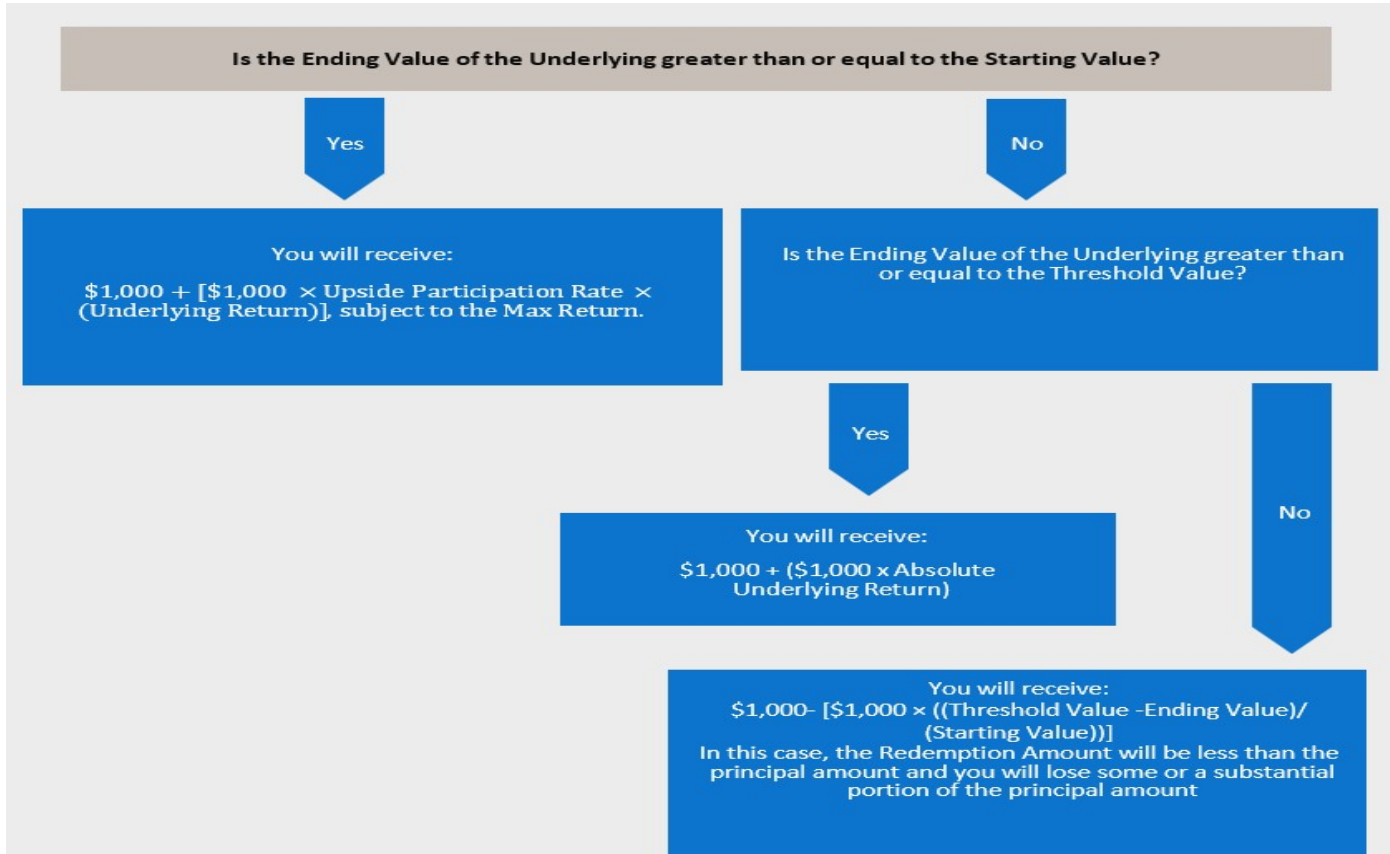 Is the Ending Value of the Underlying greater than or equal to the Starting Value?
Yes
No
You will receive:
$1,000 + [$1,000 × Upside Participation Rate ×
(Underlying Return)], subject to the Max Return.
Is the Ending Value of the Underlying greater than
or equal to the Threshold Value?
Yes
No
You will receive:
$1,000 + ($1,000 x Absolute
Underlying Return)
You will receive:
$1,000- [$1,000 × ((Threshold Value -Ending Value)/
(Starting Value))]
In this case, the Redemption Amount will be less than the
principal amount and you will lose some or a substantial
portion of the principal amount